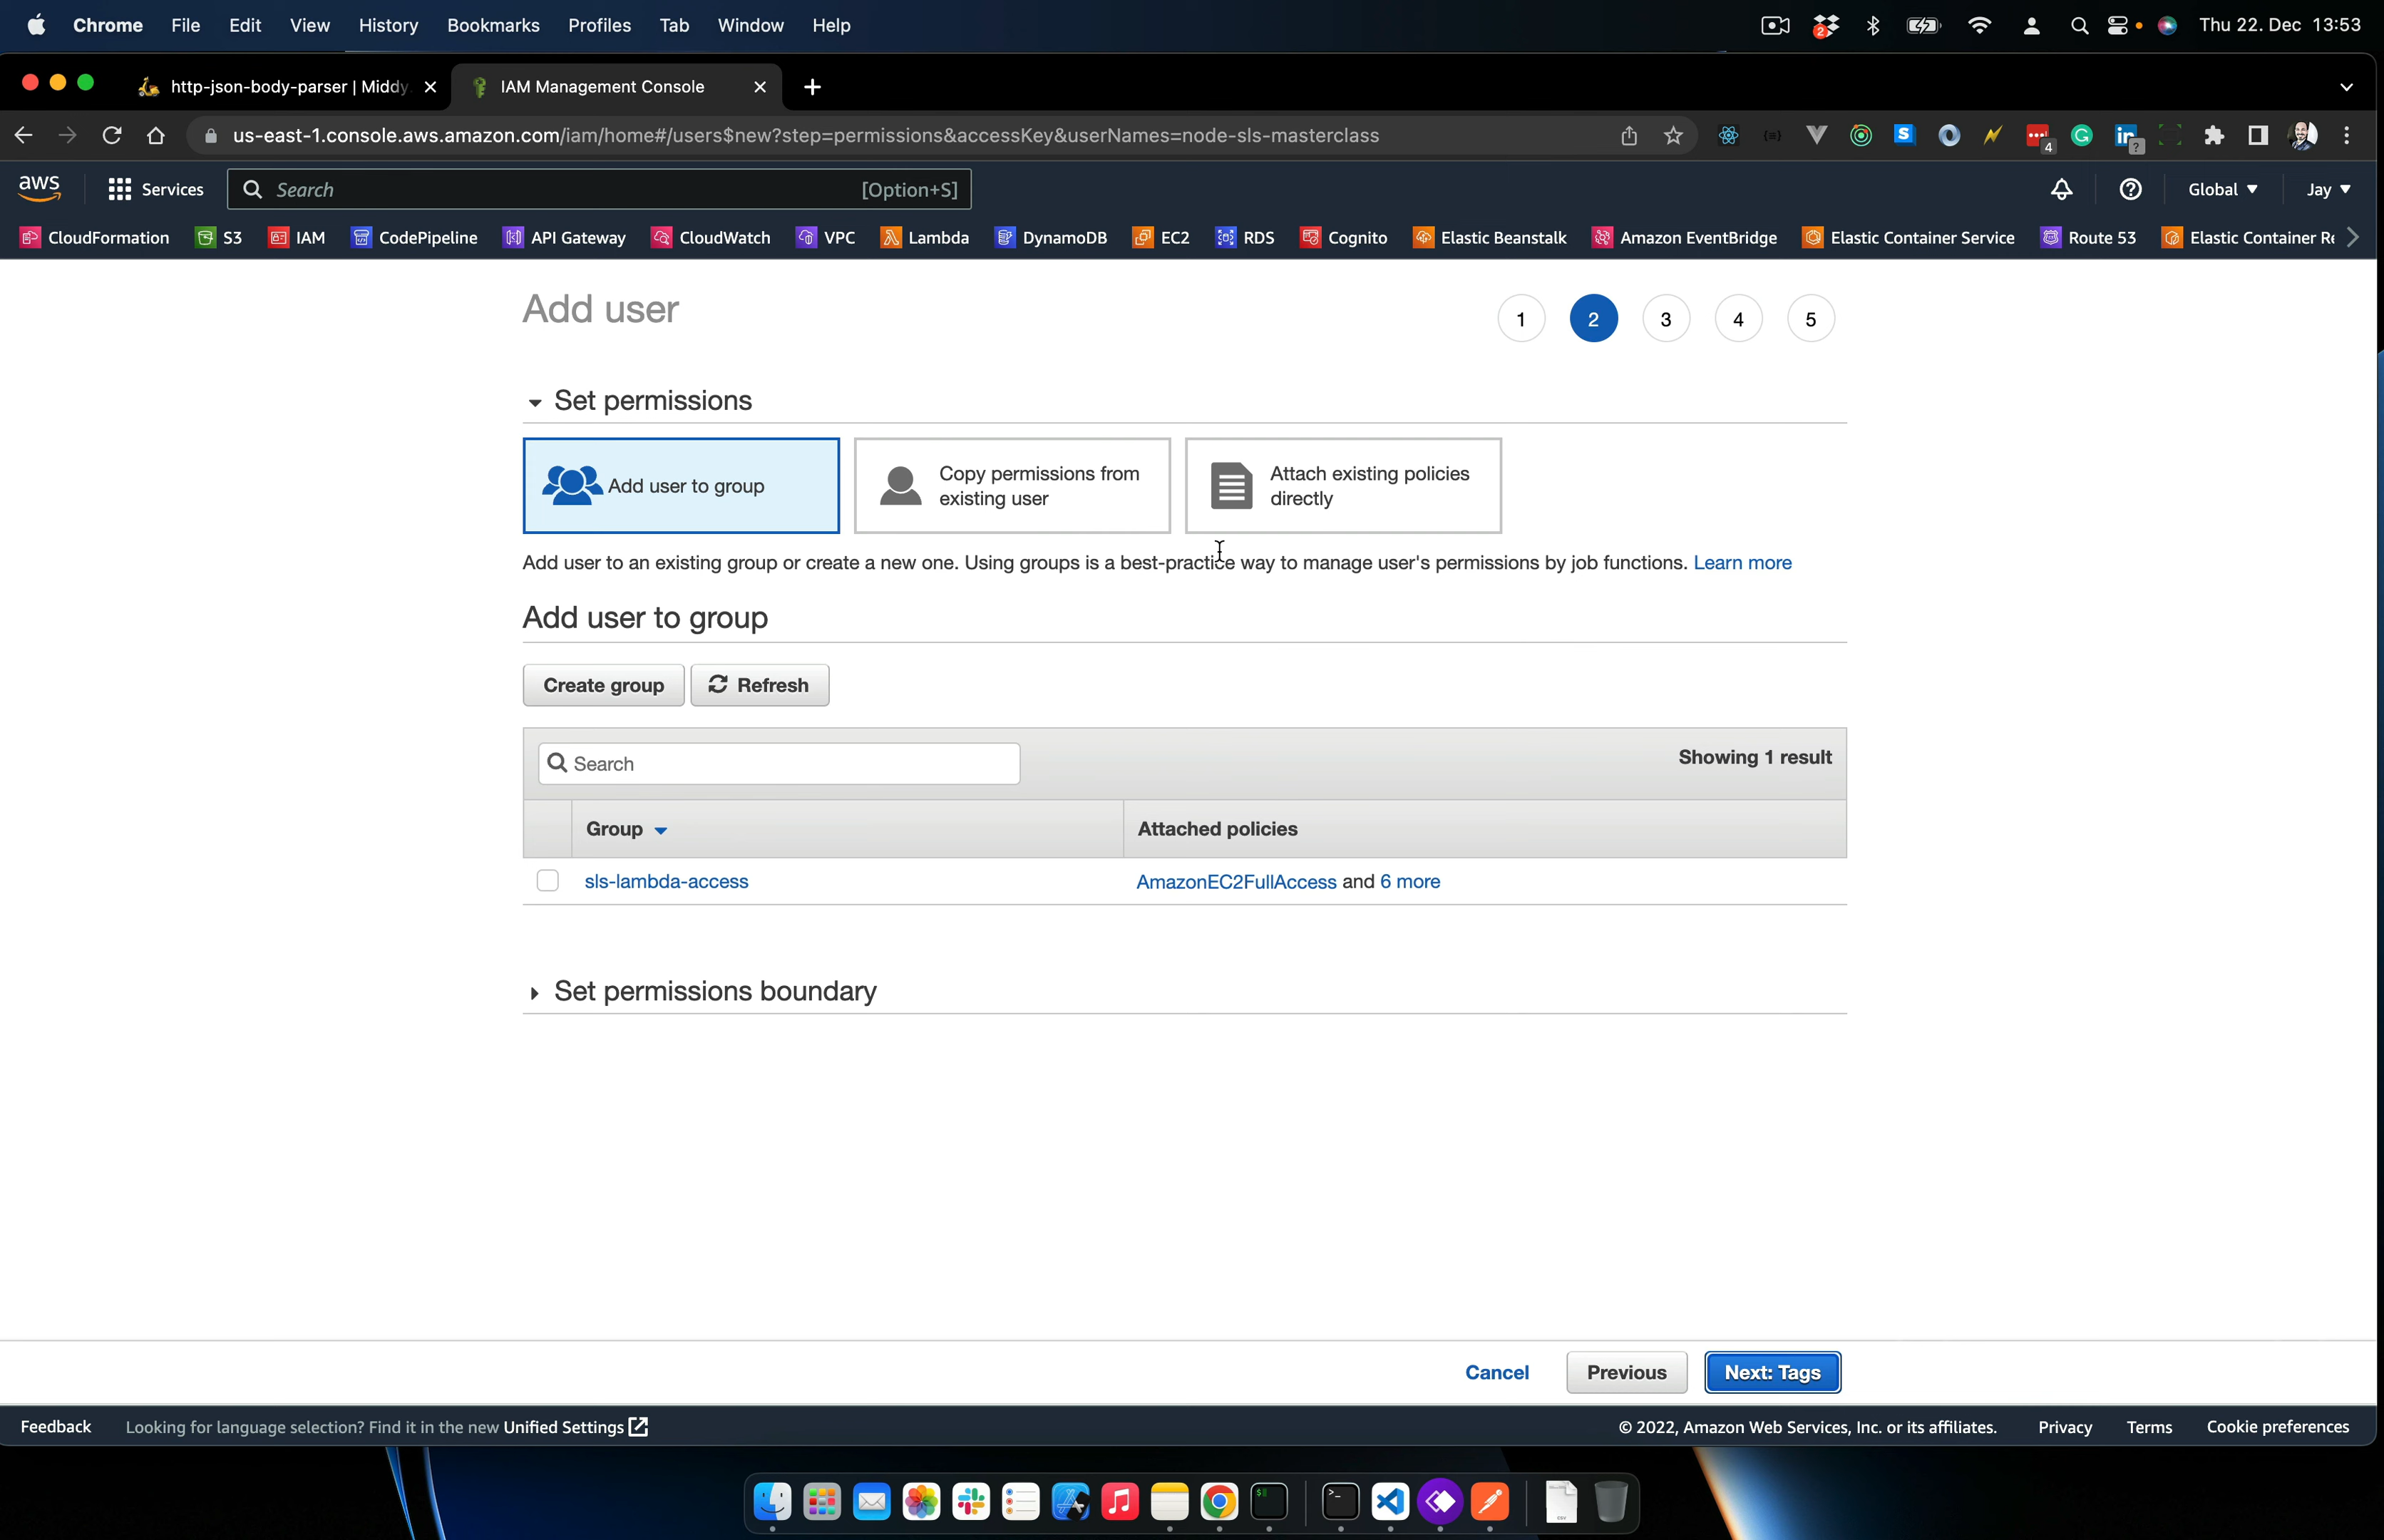 Chrome File Edit View History Bookmarks Profiles Tab Window Help
2
Thu 22. Dec 13:53
http-json-body-parser | Middy
IAM Management Console
us-east-1.console.aws.amazon.com/iam/home#/users$new?step=permissions&accessKey&userNames=node-sls-masterclass
S
4
G
in
?
aws
Services
Search
[Option+S]
Global
Jay
CloudFormation S3 IAM CodePipeline API Gateway CloudWatch VPC Lambda DynamoDB EC2 RDS Cognito Elastic Beanstalk Amazon EventBridge Elastic Container Service Route 53 Elastic Container Re
Add user
1 2 3 4 5
Set permissions
Add user to group
Copy permissions from
existing user
Attach existing policies
directly
Add user to an existing group or create a new one. Using groups is a best-practice way to manage user's permissions by job functions. Learn more
Add user to group
Create group
Refresh
Search
Showing 1 result
Group
Attached policies
sls-lambda-access
AmazonEC2FullAccess and 6 more
Set permissions boundary
Cancel
Previous
Next: Tags
Feedback
Looking for language selection? Find it in the new Unified Settings
© 2022, Amazon Web Services, Inc. or its affiliates.
Privacy
Terms
Cookie preferences